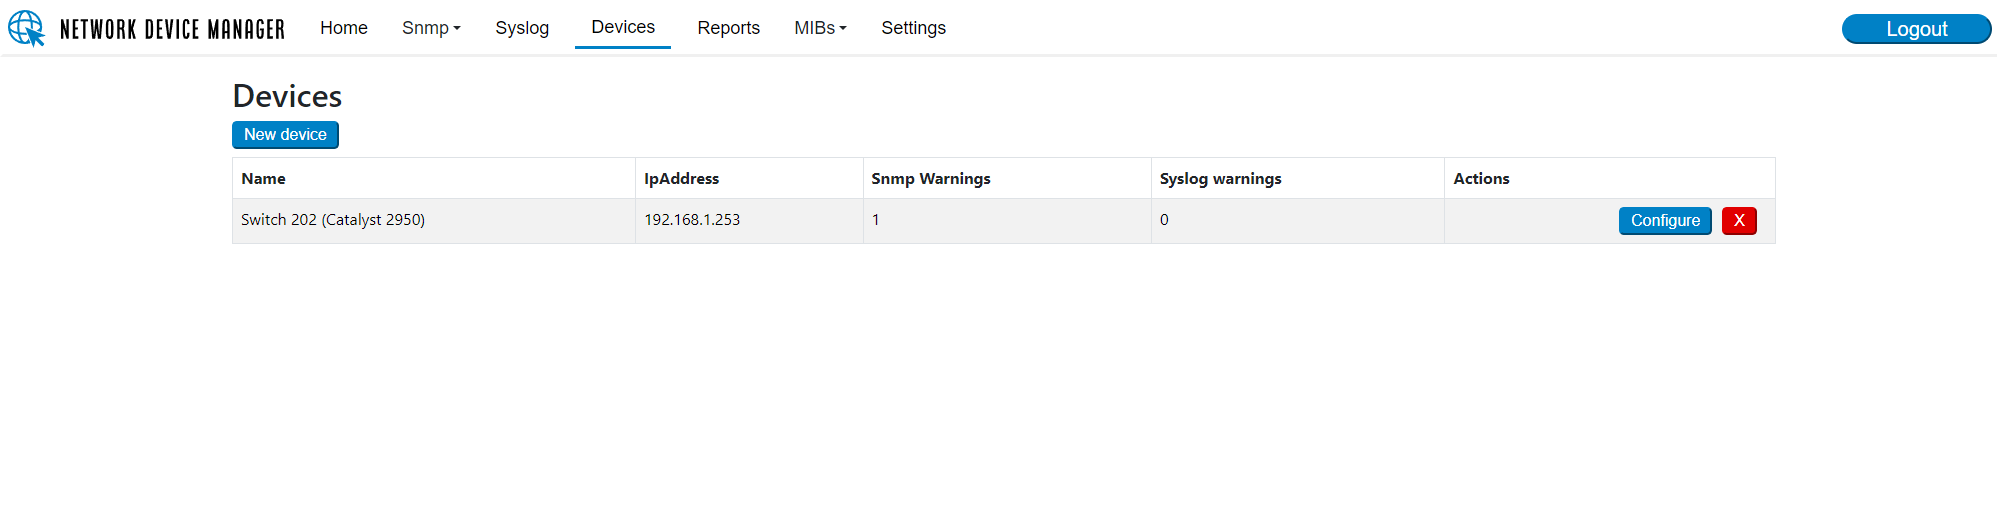 NETWORK DEVICE MANAGER Home Snmp Syslog Devices Reports MIBs Settings Logout
Devices
New device
Name IpAddress Snmp Warnings Syslog warnings Actions
Switch 202 (Catalyst 2950) 192.168.1.253 1 0 Configure X